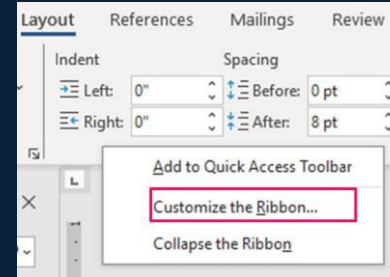 Layout References Mailings Review
Indent Spacing
Left: 0" Before: 0 pt
Right: 0" After: 8 pt
Add to Quick Access Toolbar
Customize the Ribbon...
Collapse the Ribbon